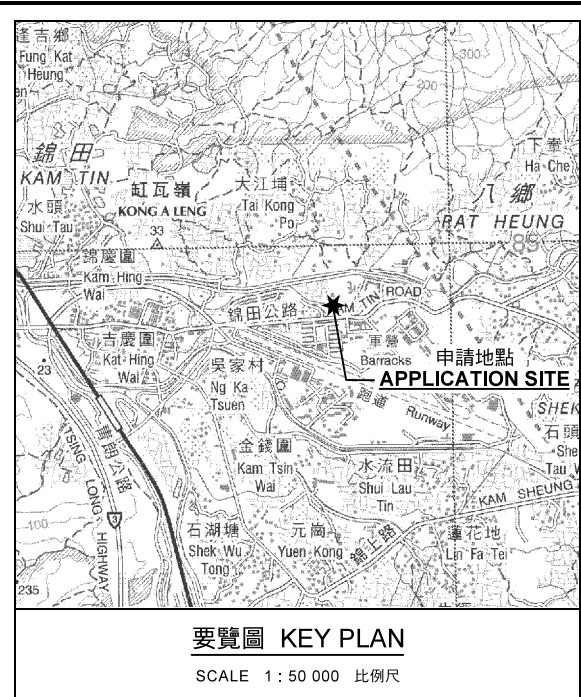 逢吉鄉
Fung Kat
Heung
300
200
100
錦田
KAM TIN
水頭
Shui Tau
缸瓦嶺
KONG A LENG
33
大江埔
Tai Kong
Po
下輋
Ha Che
八鄉
PAT HEUNG
89
錦慶圍
Kam Hing
Wai
錦田公路
KAM TIN ROAD
吉慶圍
Kat Hing
Wai
23
吳家村
Ng Ka
Tsuen
軍營
Barracks
申請地點
APPLICATION SITE
跑道
Runway
SHEK
石頭
She
Tau W
青朗公路
TSING LONG
HIGHWAY
3
100
金錢圍
Kam Tsin
Wai
水流田
Shui Lau
Tin
KAM SHEUNG
石湖塘
Shek Wu
Tong
元崗
Yuen Kong
錦上路
蓮花地
Lin Fa Tei
235
要覽圖 KEY PLAN
SCALE 1 : 50 000 比例尺